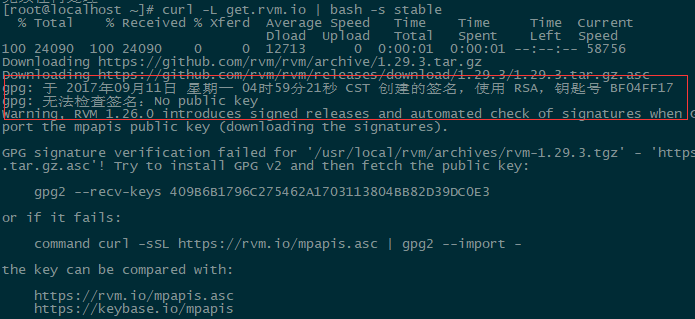 [root@localhost ~]# curl -L get.rvm.io | bash -s stable
% Total % Received % Xferd Average Speed Time Time Time Current
Dload Upload Total Spent Left Speed
100 24090 100 24090 0 0 12713 0 0:00:01 0:00:01 --:--:-- 58756
Downloading https://github.com/rvm/rvm/archive/1.29.3.tar.gz
Downloading https://github.com/rvm/rvm/releases/download/1.29.3/1.29.3.tar.gz.asc
gpg: 于 2017年09月11日 星期一 04时59分21秒 CST 创建的签名，使用 RSA，钥匙号 BF04FF17
gpg: 无法检查签名：No public key
Warning, RVM 1.26.0 introduces signed releases and automated check of signatures when
port the mpapis public key (downloading the signatures).
GPG signature verification failed for '/usr/local/rvm/archives/rvm-1.29.3.tgz' - 'https
.tar.gz.asc'! Try to install GPG v2 and then fetch the public key:
gpg2 --recv-keys 409B6B1796C275462A1703113804BB82D39DC0E3
or if it fails:
command curl -sSL https://rvm.io/mpapis.asc | gpg2 --import -
the key can be compared with:
https://rvm.io/mpapis.asc
https://keybase.io/mpapis